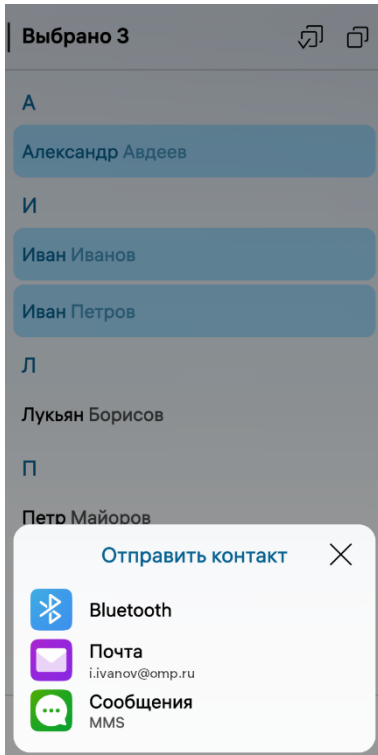 Выбрано 3
А
Александр Авдеев
И
Иван Иванов
Иван Петров
Л
Лукьян Борисов
П
Петр Майоров
Отправить контакт
Bluetooth
Почта
i.ivanov@omp.ru
Сообщения
MMS